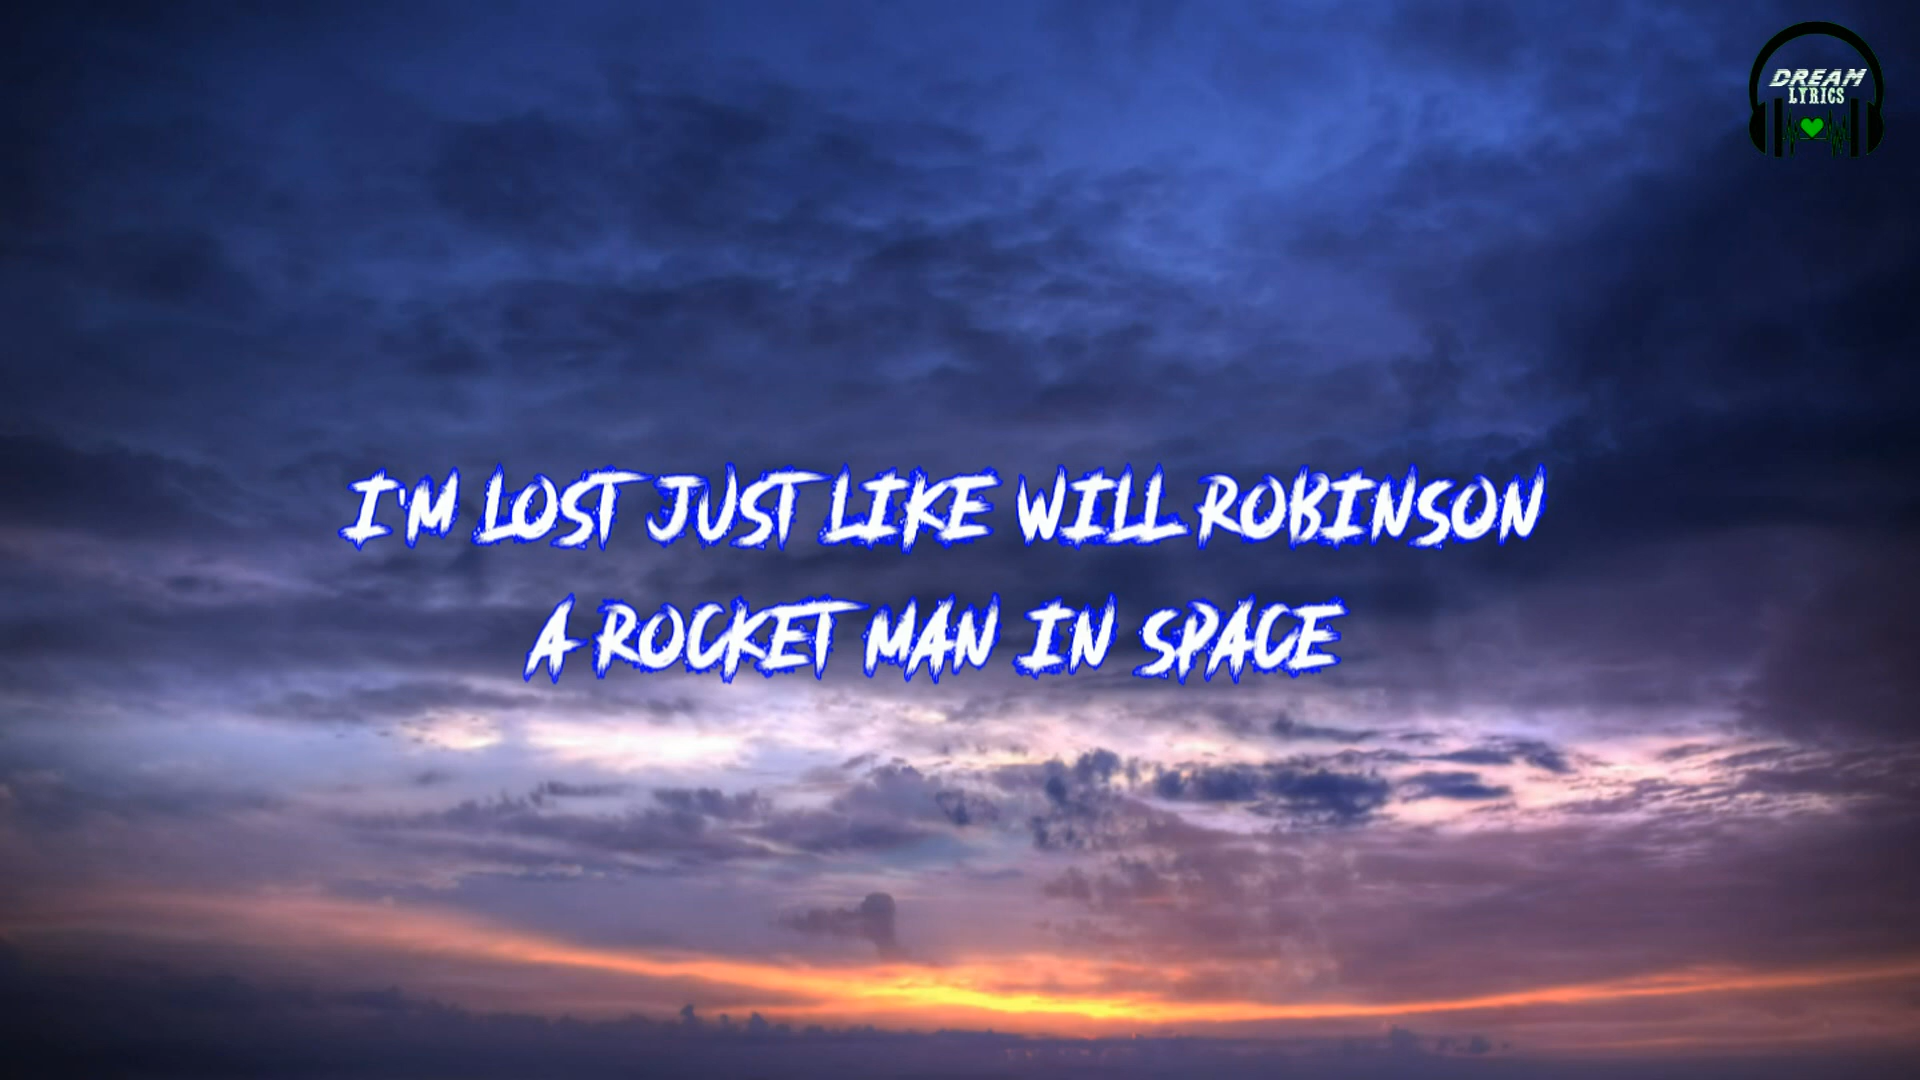 DREAM
LYRICS
I'M LOST JUST LIKE WILL ROBINSON
A ROCKET MAN IN SPACE